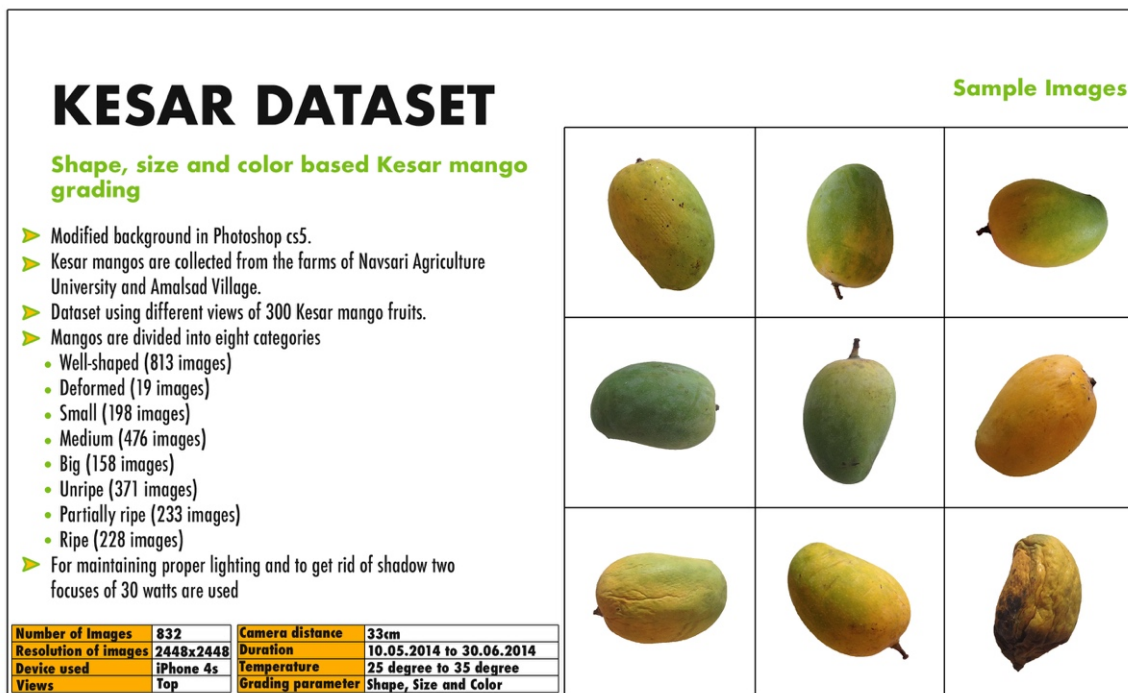 KESAR DATASET
Shape, size and color based Kesar mango
grading
Modified background in Photoshop cs5.
Kesar mangos are collected from the farms of Navsari Agriculture
University and Amalsad Village.
Dataset using different views of 300 Kesar mango fruits.
Mangos are divided into eight categories
Well-shaped (813 images)
Deformed (19 images)
Small (198 images)
Medium (476 images)
Big (158 images)
Unripe (371 images)
Partially ripe (233 images)
Ripe (228 images)
For maintaining proper lighting and to get rid of shadow two
focuses of 30 watts are used
Number of Images 832
Resolution of images 2448x2448
Device used iPhone 4s
Views Top
Camera distance 33cm
Duration 10.05.2014 to 30.06.2014
Temperature 25 degree to 35 degree
Grading parameter Shape, Size and Color
Sample Images